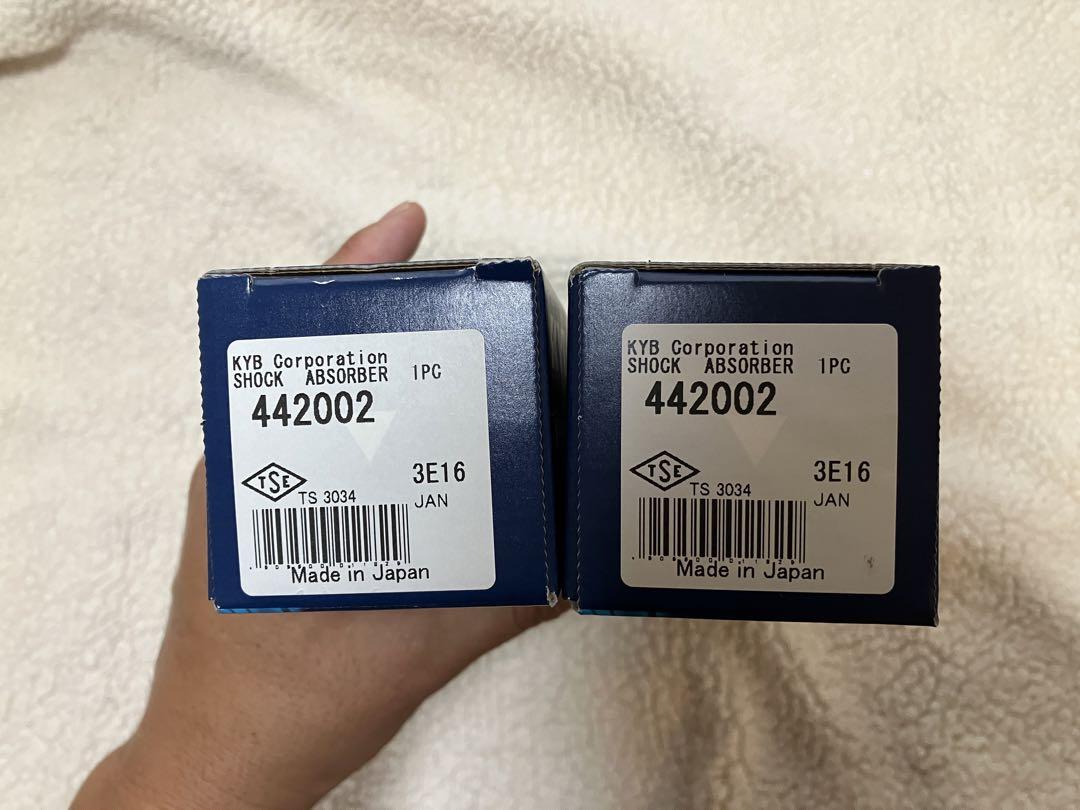 KYB Corporation
SHOCK ABSORBER 1PC
442002
TSE
3E16
TS 3034
JAN
Made in Japan
KYB Corporation
SHOCK ABSORBER 1PC
442002
TSE
3E16
TS 3034
JAN
Made in Japan